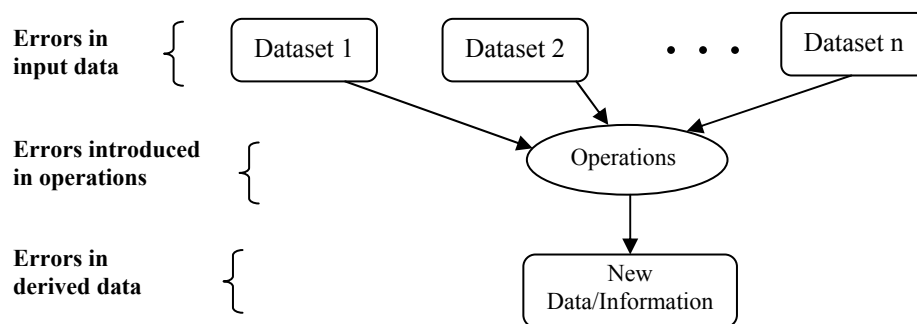 Errors in
input data
Dataset 1
Dataset 2
• • •
Dataset n
Errors introduced
in operations
Operations
Errors in
derived data
New
Data/Information